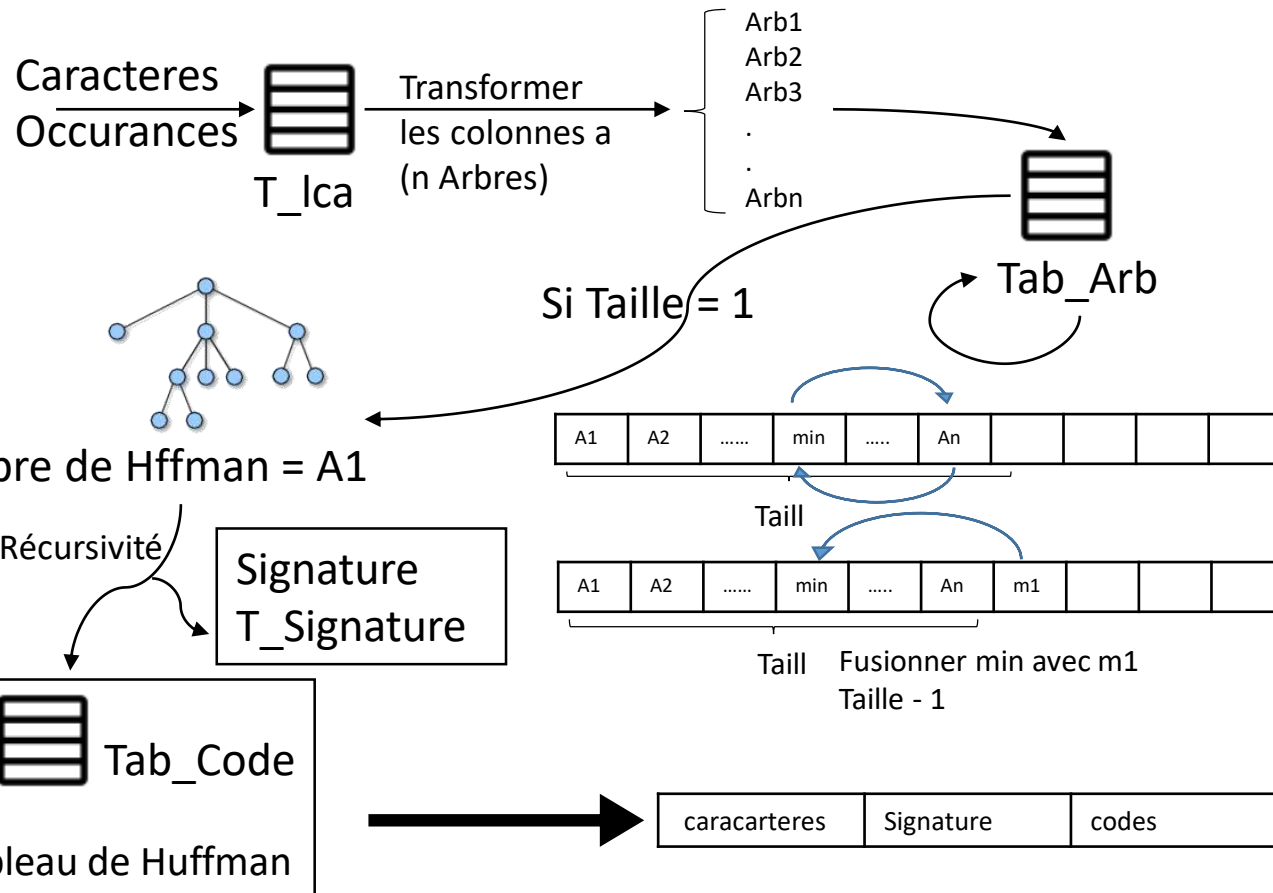 Caracteres
Occurances
T_lca
Transformer
les colonnes a
(n Arbres)
Arb1
Arb2
Arb3
.
.
Arbn
Tab_Arb
Si Taille = 1
bre de Hffman = A1
Récursivité
Signature
T_Signature
A1 A2 ...... min ..... An
Taill
A1 A2 ...... min ..... An m1
Taill
Fusionner min avec m1
Taille - 1
Tab_Code
bleau de Huffman
caracarteres Signature codes